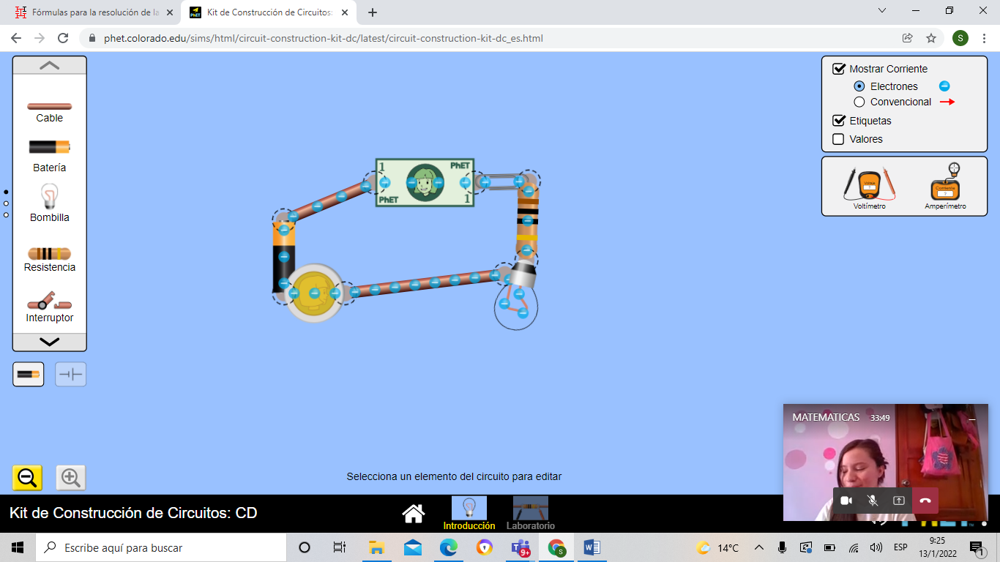 Fórmulas para la resolución de la
Kit de Construcción de Circuitos:
phet.colorado.edu/sims/html/circuit-construction-kit-dc/latest/circuit-construction-kit-dc_es.html
S
Cable
Batería
Bombilla
Resistencia
Interruptor
1
PhET
PhET
1
Mostrar Corriente
Electrones
Convencional
Etiquetas
Valores
Voltaje
?
Voltímetro
Corriente
?
Amperímetro
MATEMATICAS 33:49
Selecciona un elemento del circuito para editar
Kit de Construcción de Circuitos: CD
Introducción
Laboratorio
Escribe aquí para buscar
9+
S
14°C
ESP
9:25
13/1/2022
1